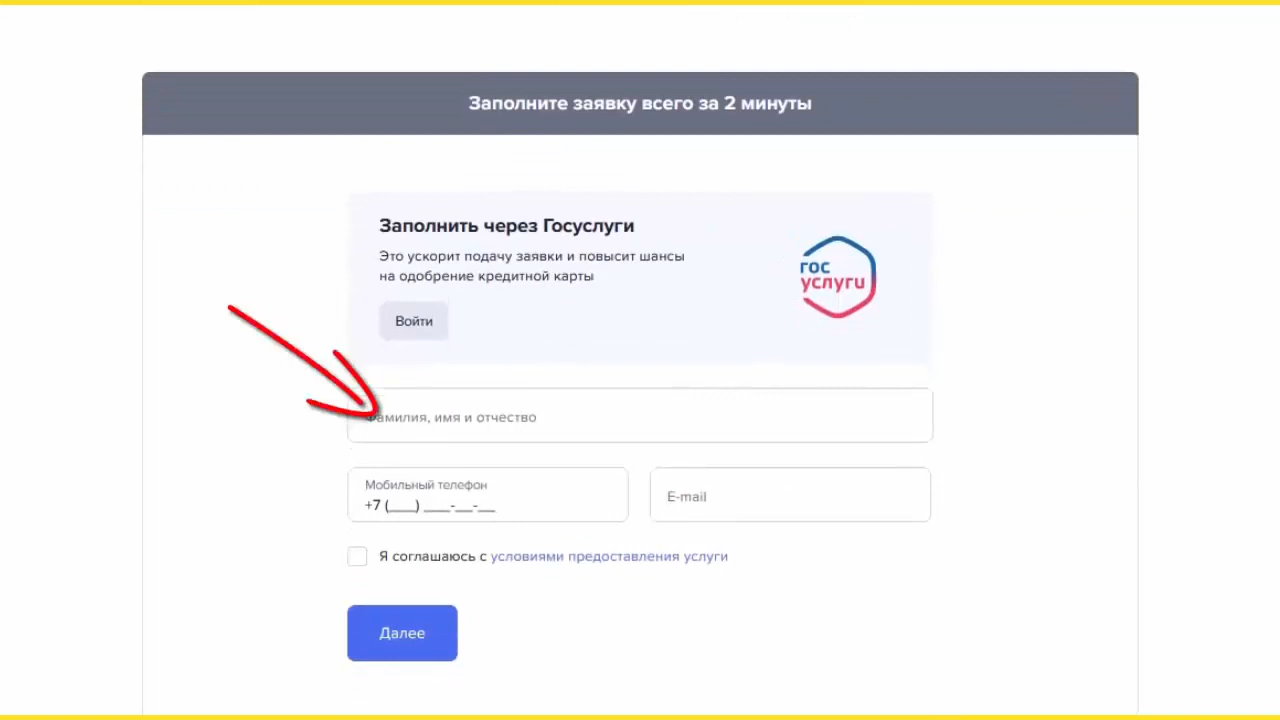 Заполните заявку всего за 2 минуты
Заполнить через Госуслуги
Это ускорит подачу заявки и повысит шансы
на одобрение кредитной карты
гос
услуги
Войти
Фамилия, имя и отчество
Мобильный телефон
+7 (___) ___-__-__
E-mail
Я соглашаюсь с условиями предоставления услуги
Далее